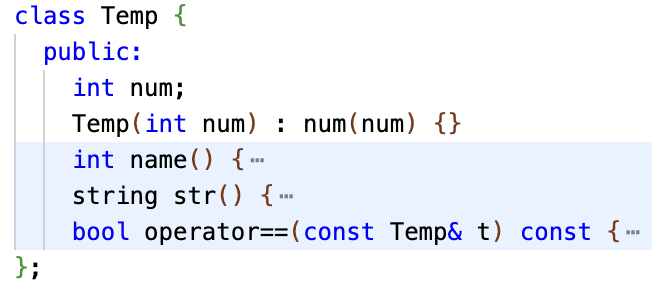 class Temp {
public:
int num;
Temp(int num) : num(num) {}
int name() {⋯
string str() {⋯
bool operator==(const Temp& t) const {⋯
};